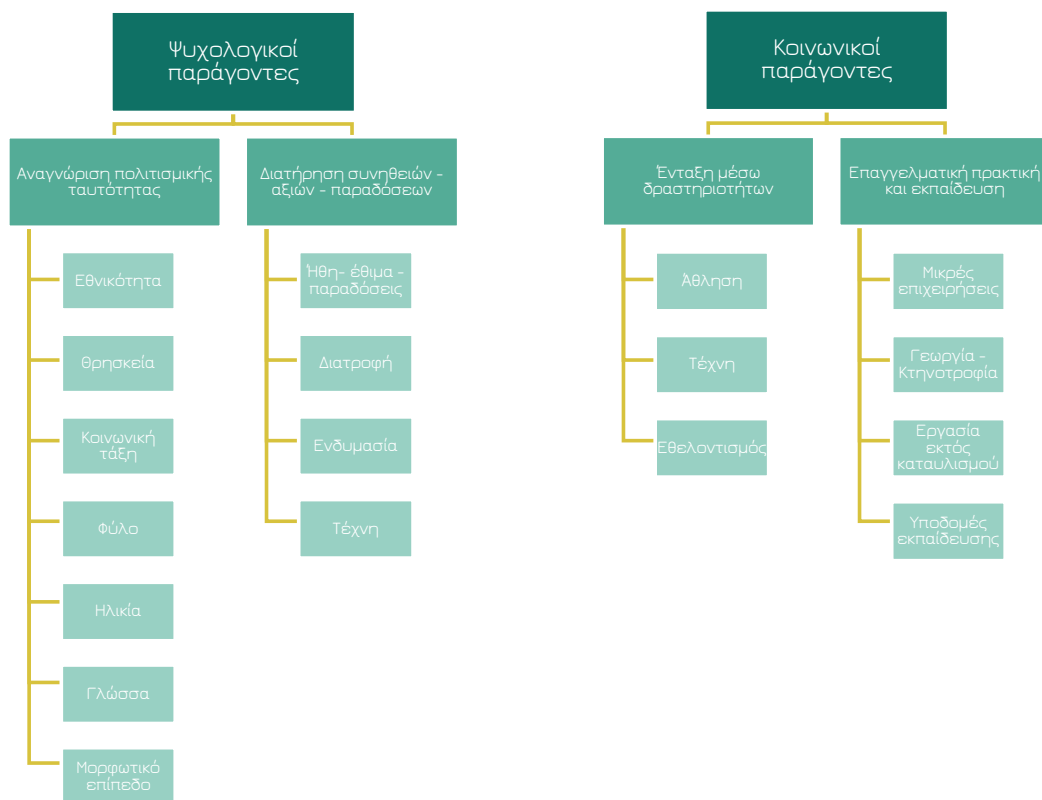 Ψυχολογικοί
παράγοντες
Αναγνώριση πολιτισμικής
ταυτότητας
Εθνικότητα
Θρησκεία
Κοινωνική
τάξη
Φύλο
Ηλικία
Γλώσσα
Μορφωτικό
επίπεδο
Διατήρηση συνηθειών -
αξιών - παραδόσεων
Ήθη- έθιμα -
παραδόσεις
Διατροφή
Ενδυμασία
Τέχνη
Κοινωνικοί
παράγοντες
Ένταξη μέσω
δραστηριοτήτων
Άθληση
Τέχνη
Εθελοντισμός
Επαγγελματική πρακτική
και εκπαίδευση
Μικρές
επιχειρήσεις
Γεωργία -
Κτηνοτροφία
Εργασία
εκτός
καταυλισμού
Υποδομές
εκπαίδευσης